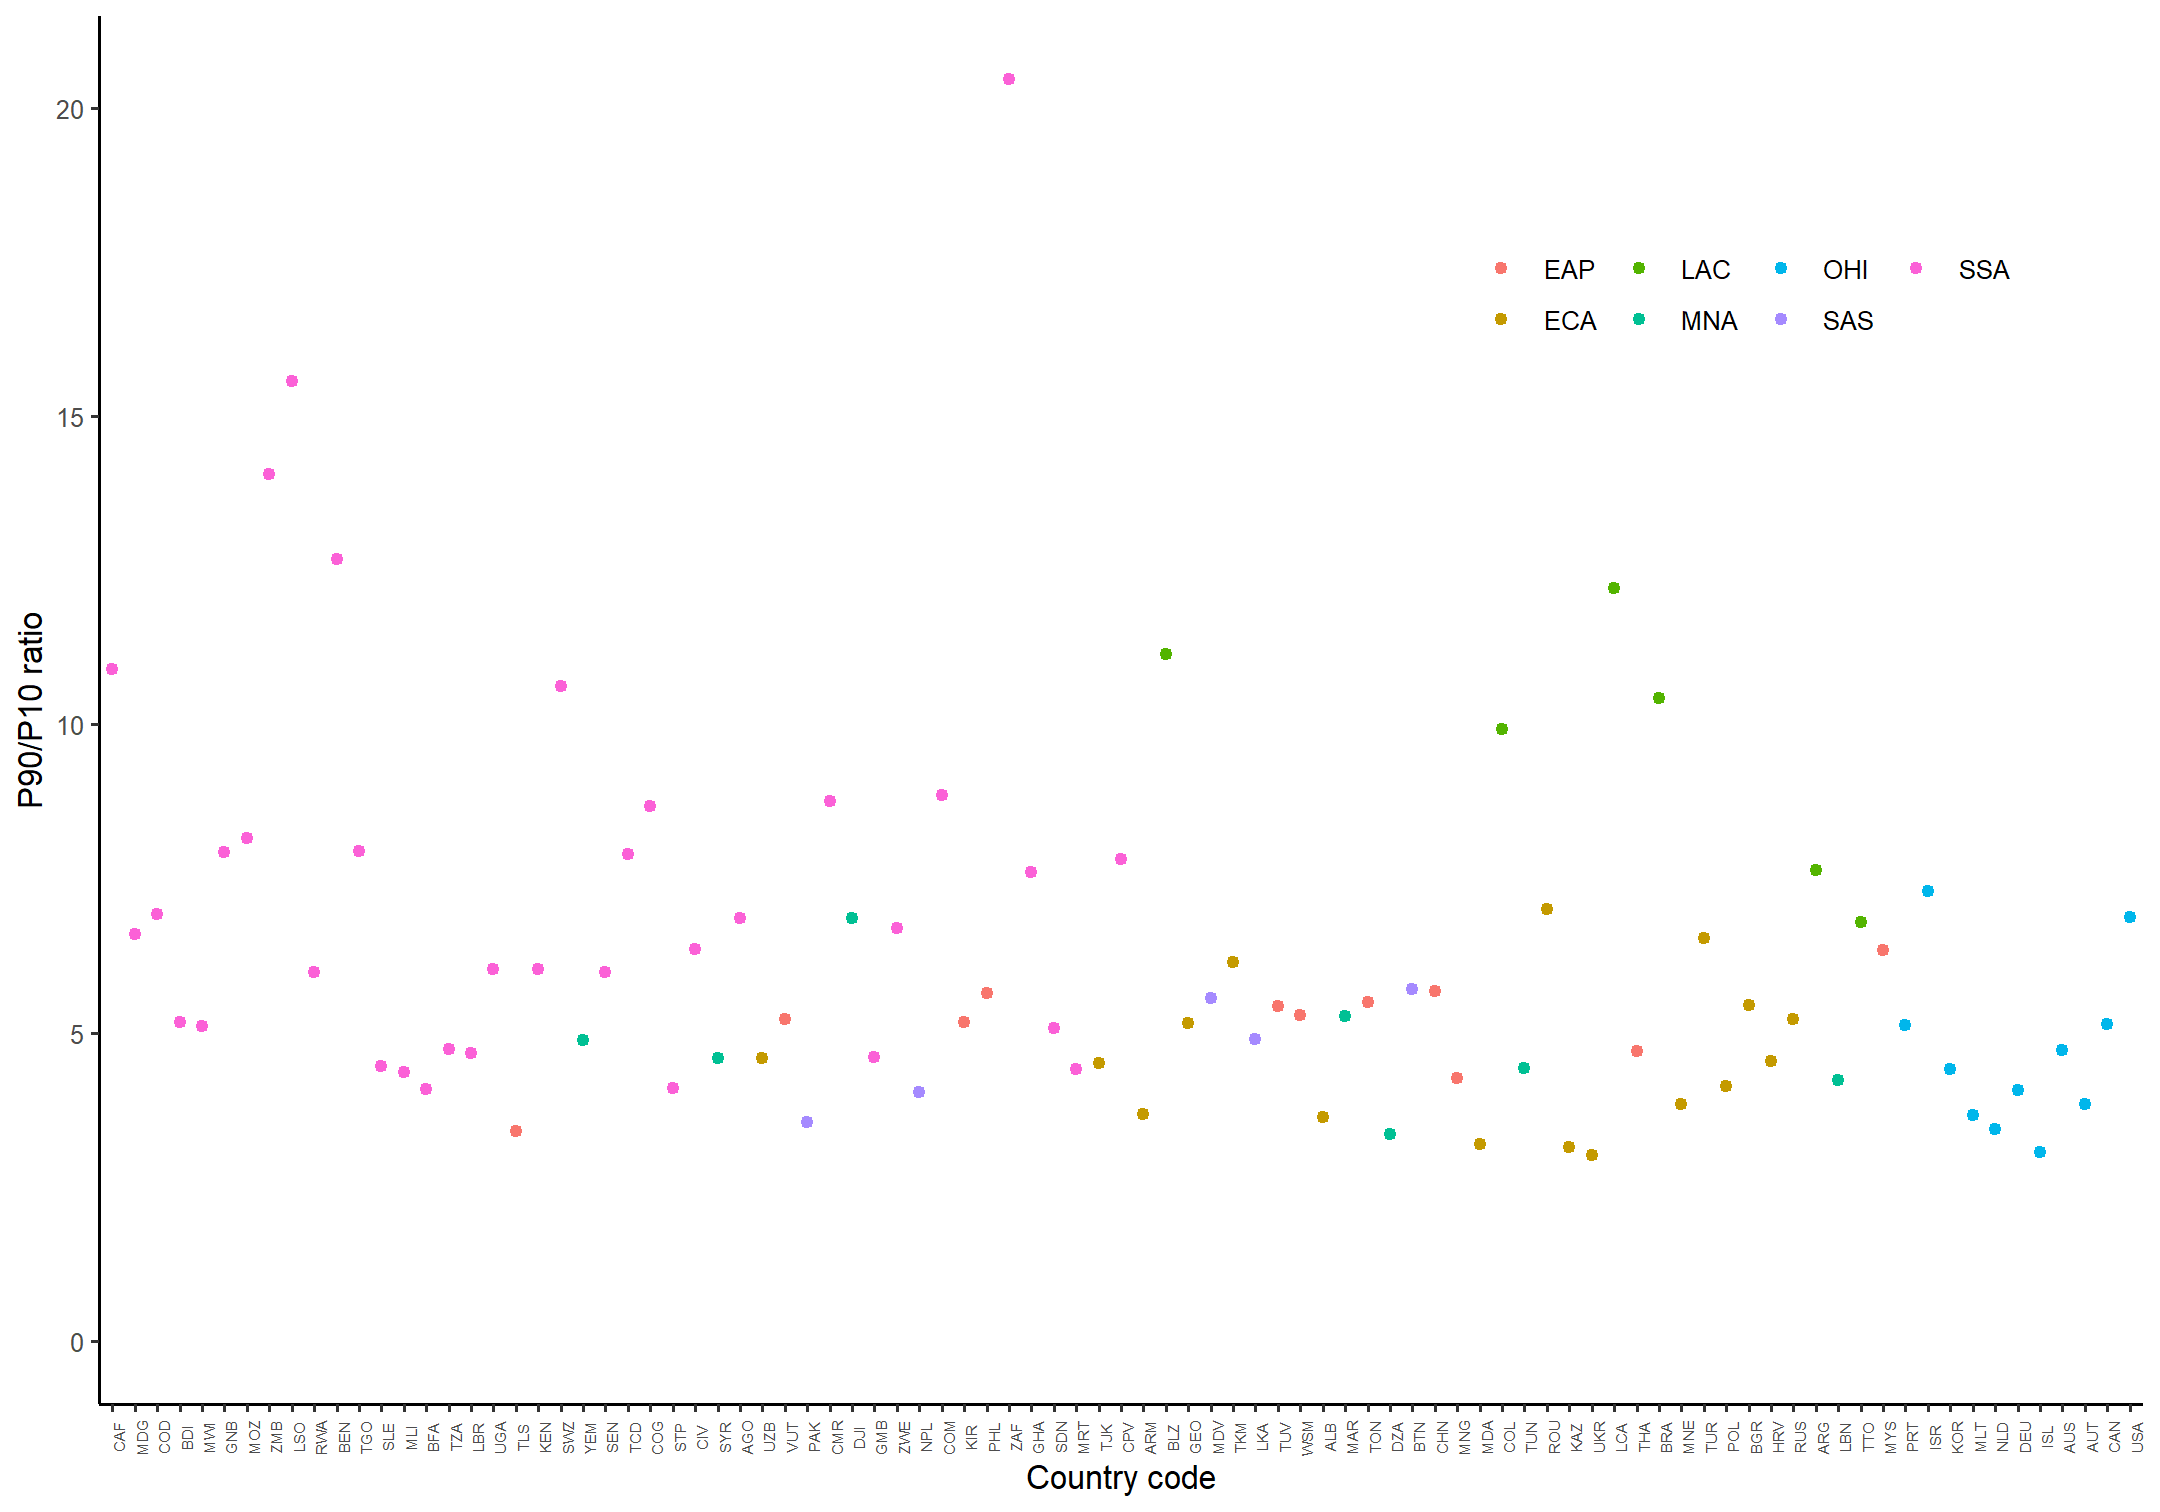 20
15
10
5
0
P90/P10 ratio
EAP LAC OHI SSA
ECA MNA SAS
CAF MDG COD BDI MWI GNB MOZ ZMB LSO RWA BEN TGO SLE MLI BFA TZA LBR UGA TLS KEN SWZ YEM SEN TCD COG STP CIV SYR AGO UZB VUT PAK CMR DJI GMB ZWE NPL COM KIR PHL ZAF GHA SDN MRT TJK CPV ARM BLZ GEO MDV TKM LKA TUV WSM ALB MAR TON DZA BTN CHN MNG MDA COL TUN ROU KAZ UKR LCA THA BRA MNE TUR POL BGR HRV RUS ARG LBN TTO MYS PRT ISR KOR MLT NLD DEU ISL AUS AUT CAN USA
Country code